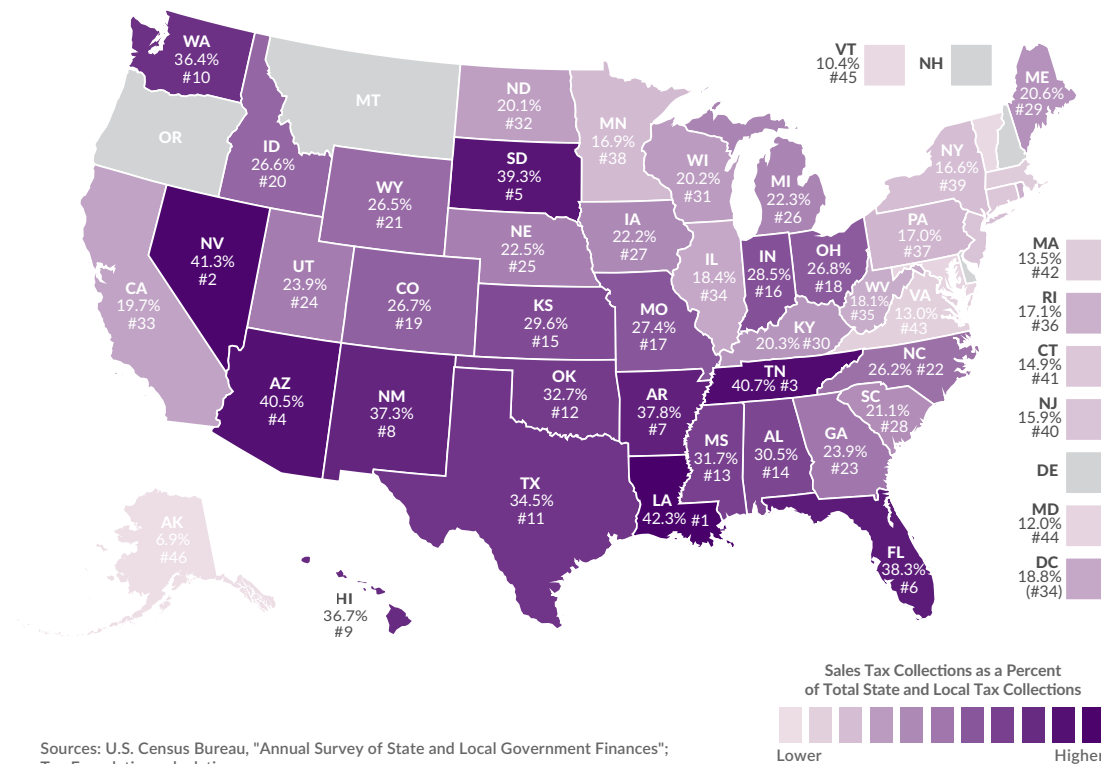 WA
36.4%
#10
VT
10.4%
#45
NH
ME
20.6%
#29
MT
ND
20.1%
#32
MN
16.9%
#38
OR
ID
26.6%
#20
SD
39.3%
#5
WI
20.2%
#31
NY
16.6%
#39
WY
26.5%
#21
MI
22.3%
#26
NV
41.3%
#2
NE
22.5%
#25
IA
22.2%
#27
PA
17.0%
#37
UT
23.9%
#24
CO
26.7%
#19
IL
18.4%
#34
IN
28.5%
#16
OH
26.8%
#18
MA
13.5%
#42
CA
19.7%
#33
KS
29.6%
#15
MO
27.4%
#17
WV
18.1%
#35
VA
13.0%
#43
RI
17.1%
#36
KY
20.3% #30
CT
14.9%
#41
NC
26.2% #22
AZ
40.5%
#4
NM
37.3%
#8
OK
32.7%
#12
AR
37.8%
#7
TN
40.7% #3
SC
21.1%
#28
NJ
15.9%
#40
MS
31.7%
#13
AL
30.5%
#14
GA
23.9%
#23
DE
TX
34.5%
#11
LA
42.3% #1
MD
12.0%
#44
AK
6.9%
#46
FL
38.3%
#6
DC
18.8%
(#34)
HI
36.7%
#9
Sales Tax Collections as a Percent
of Total State and Local Tax Collections
Lower
Higher
Sources: U.S. Census Bureau, "Annual Survey of State and Local Government Finances";